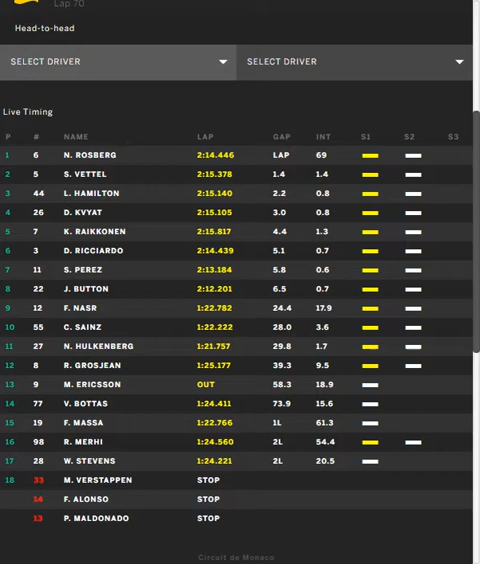 Lap 70
Head-to-head
SELECT DRIVER SELECT DRIVER
Live Timing
P # NAME LAP GAP INT S1 S2 S3
1 6 N. ROSBERG 2:14.446 LAP 69
2 5 S. VETTEL 2:15.378 1.4 1.4
3 44 L. HAMILTON 2:15.140 2.2 0.8
4 26 D. KVYAT 2:15.105 3.0 0.8
5 7 K. RAIKKONEN 2:15.817 4.4 1.3
6 3 D. RICCIARDO 2:14.439 5.1 0.7
7 11 S. PEREZ 2:13.184 5.8 0.6
8 22 J. BUTTON 2:12.201 6.5 0.7
9 12 F. NASR 1:22.782 24.4 17.9
10 55 C. SAINZ 1:22.222 28.0 3.6
11 27 N. HULKENBERG 1:21.757 29.8 1.7
12 8 R. GROSJEAN 1:25.177 39.3 9.5
13 9 M. ERICSSON OUT 58.3 18.9
14 77 V. BOTTAS 1:24.411 73.9 15.6
15 19 F. MASSA 1:22.766 1L 61.3
16 98 R. MERHI 1:24.560 2L 54.4
17 28 W. STEVENS 1:24.221 2L 20.5
18 33 M. VERSTAPPEN STOP
14 F. ALONSO STOP
13 P. MALDONADO STOP
Circuit de Monaco